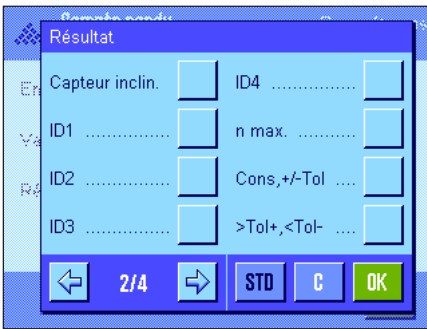 Résultat
Capteur inclin.
ID1 ...............
ID2 ...............
ID3 ...............
ID4 ...............
n max. ...........
Cons,+/-Tol ....
>Tol+,<Tol- ....
2/4
STD
C
OK